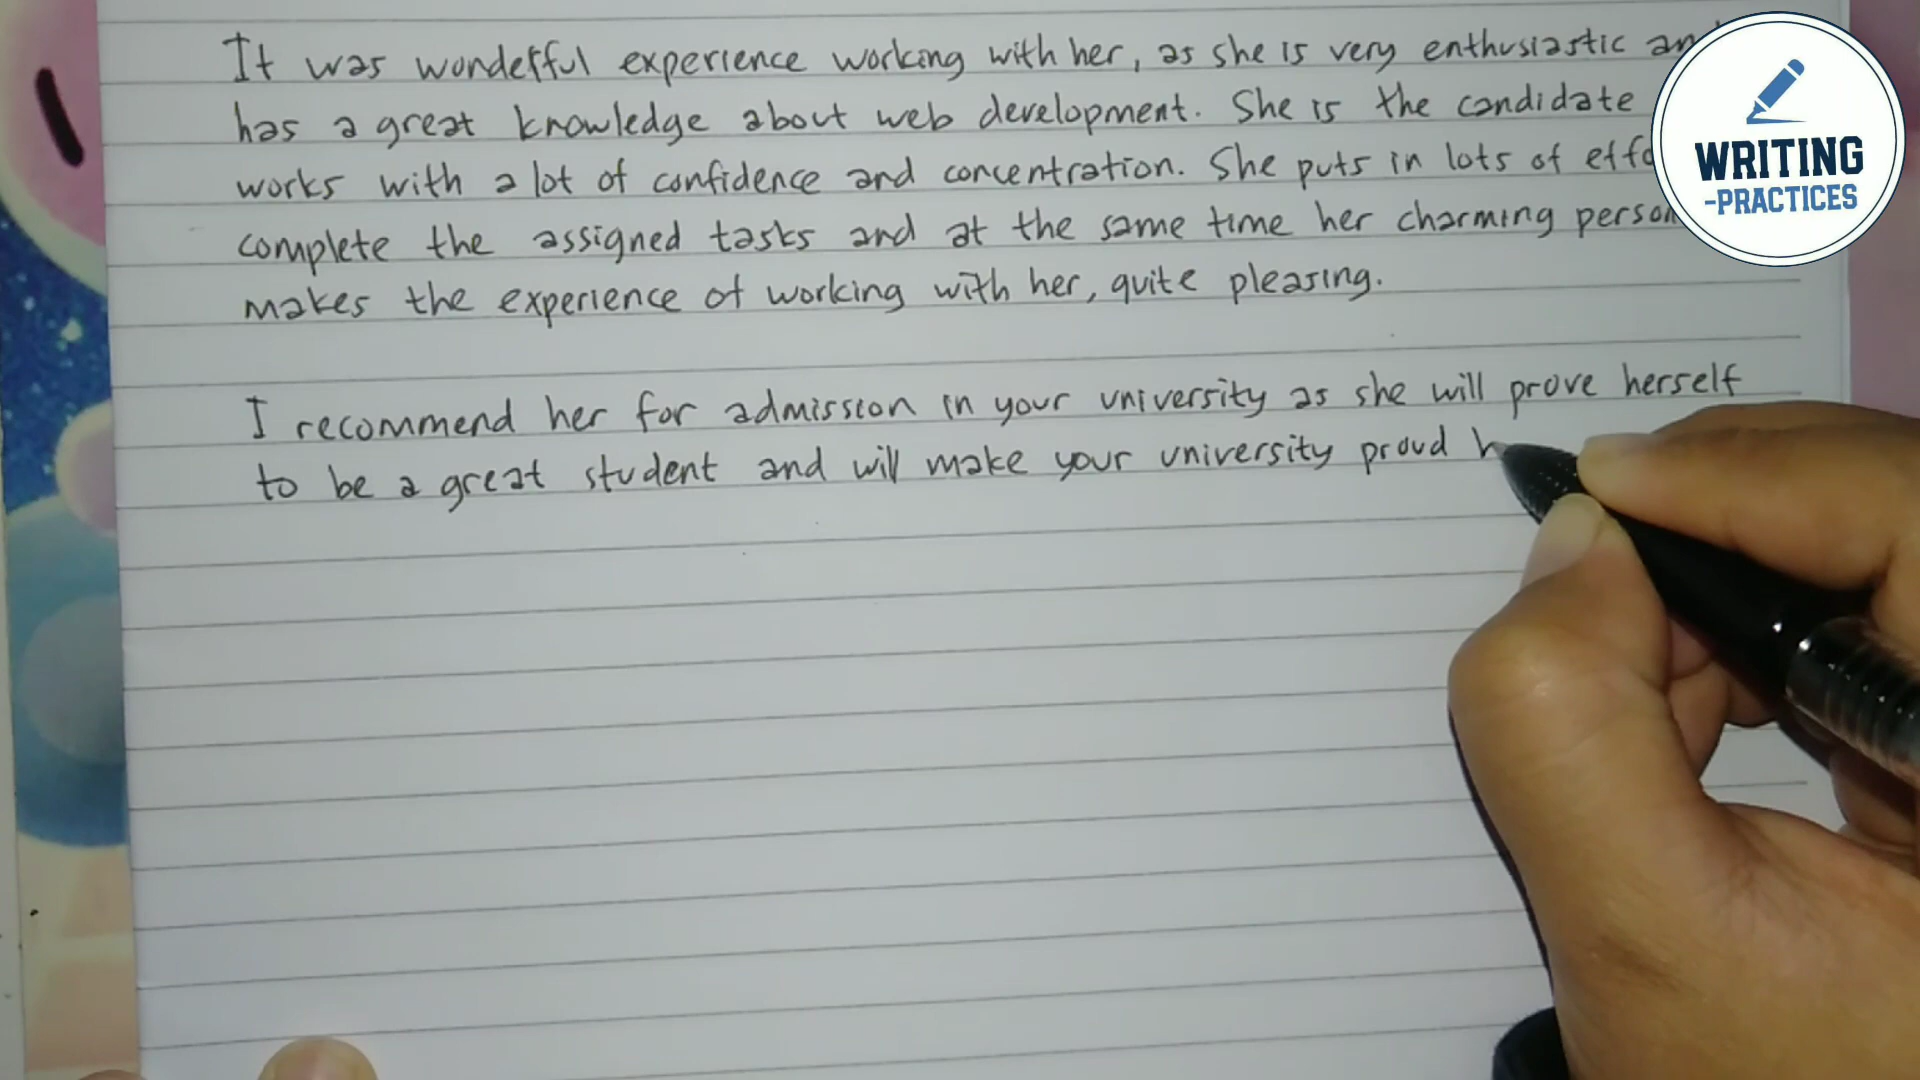 It was wondefful experience working with her, as she is very enthusiastic
has a great knowledge about web development. She is the candidate
works with a lot of confidence and concentration. She puts in lots of
complete the assigned tasks and at the same time her charming
makes the experience of working with her, quite pleasing.
I recommend her for admission in your university as she will prove herself
to be a great student and will make your university proud
WRITING
-PRACTICES